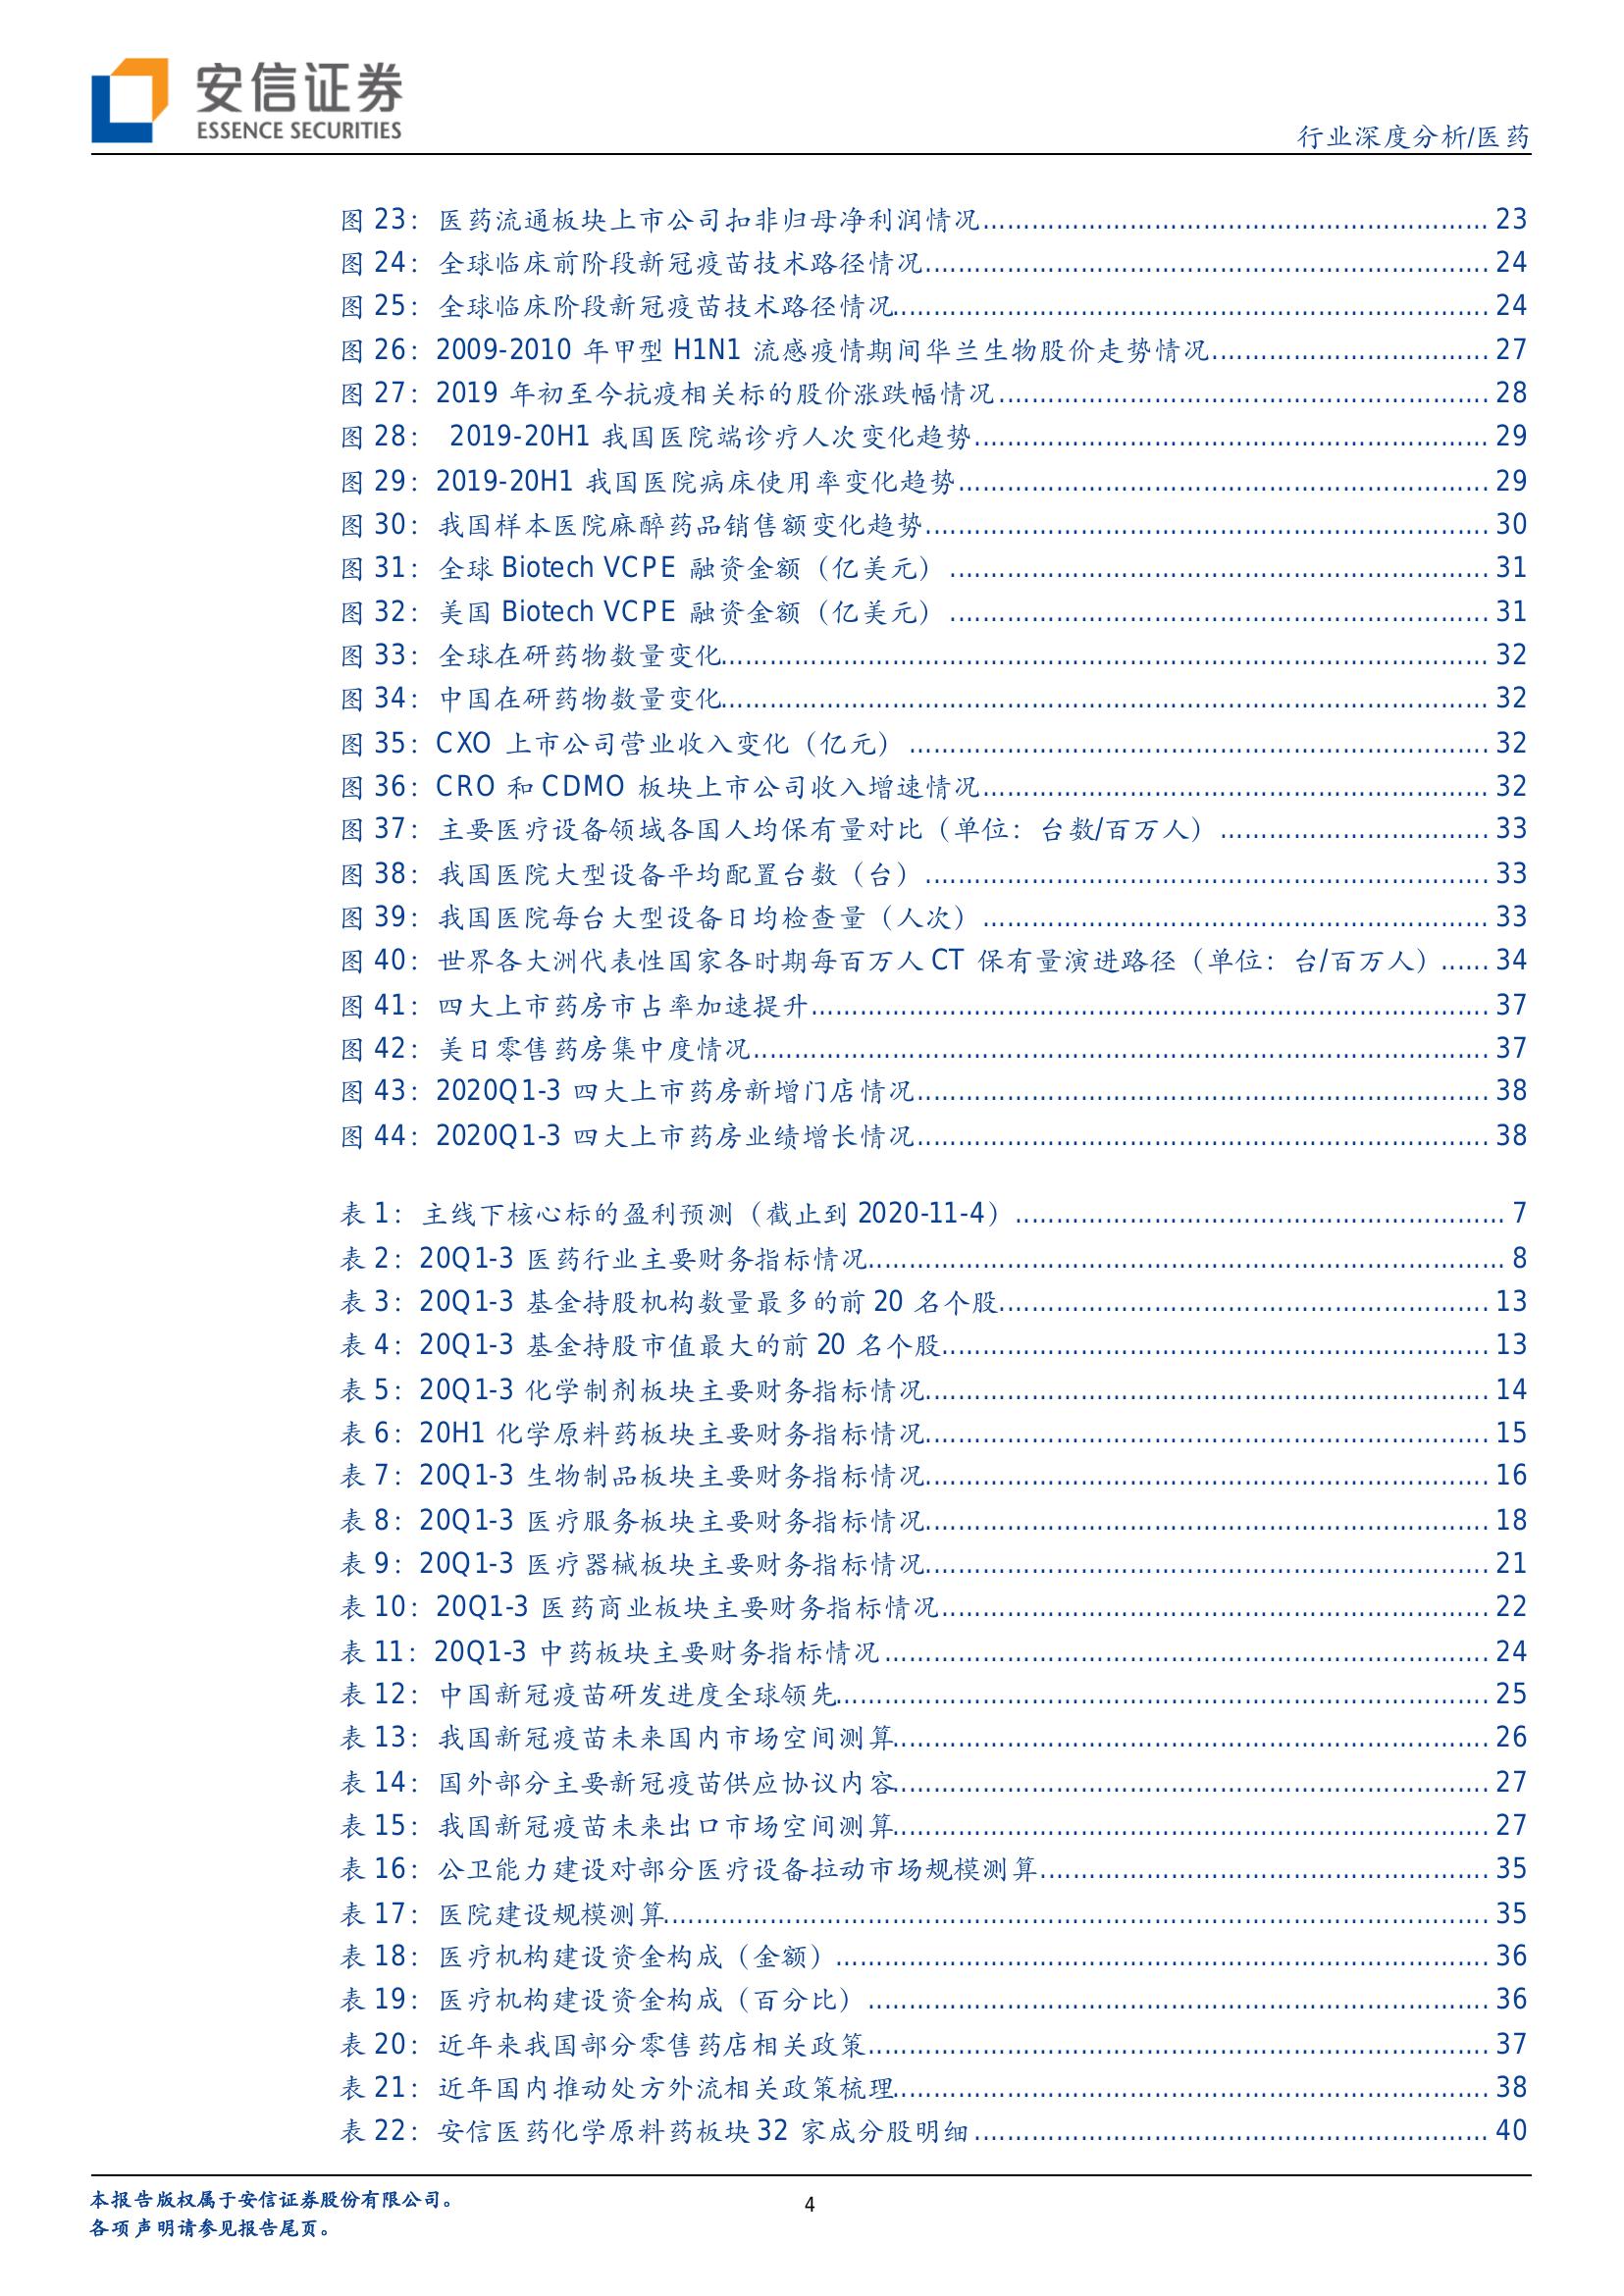 安信证券
ESSENCE SECURITIES
行业深度分析/医药
图 23：医药流通板块上市公司扣非归母净利润情况 23
图 24：全球临床前阶段新冠疫苗技术路径情况 24
图 25：全球临床阶段新冠疫苗技术路径情况 24
图 26：2009-2010 年甲型 H1N1 流感疫情期间华兰生物股价走势情况 27
图 27：2019 年初至今抗疫相关标的股价涨跌幅情况 28
图 28： 2019-20H1 我国医院端诊疗人次变化趋势 29
图 29：2019-20H1 我国医院病床使用率变化趋势 29
图 30：我国样本医院麻醉药品销售额变化趋势 30
图 31：全球 Biotech VCPE 融资金额（亿美元） 31
图 32：美国 Biotech VCPE 融资金额（亿美元） 31
图 33：全球在研药物数量变化 32
图 34：中国在研药物数量变化 32
图 35：CXO 上市公司营业收入变化（亿元） 32
图 36：CRO 和 CDMO 板块上市公司收入增速情况 32
图 37：主要医疗设备领域各国人均保有量对比（单位：台数/百万人） 33
图 38：我国医院大型设备平均配置台数（台） 33
图 39：我国医院每台大型设备日均检查量（人次） 33
图 40：世界各大洲代表性国家各时期每百万人 CT 保有量演进路径（单位：台/百万人） 34
图 41：四大上市药房市占率加速提升 37
图 42：美日零售药房集中度情况 37
图 43：2020Q1-3 四大上市药房新增门店情况 38
图 44：2020Q1-3 四大上市药房业绩增长情况 38
表 1：主线下核心标的盈利预测（截止到 2020-11-4） 7
表 2：20Q1-3 医药行业主要财务指标情况 8
表 3：20Q1-3 基金持股机构数量最多的前 20 名个股 13
表 4：20Q1-3 基金持股市值最大的前 20 名个股 13
表 5：20Q1-3 化学制剂板块主要财务指标情况 14
表 6：20H1 化学原料药板块主要财务指标情况 15
表 7：20Q1-3 生物制品板块主要财务指标情况 16
表 8：20Q1-3 医疗服务板块主要财务指标情况 18
表 9：20Q1-3 医疗器械板块主要财务指标情况 21
表 10：20Q1-3 医药商业板块主要财务指标情况 22
表 11：20Q1-3 中药板块主要财务指标情况 24
表 12：中国新冠疫苗研发进度全球领先 25
表 13：我国新冠疫苗未来国内市场空间测算 26
表 14：国外部分主要新冠疫苗供应协议内容 27
表 15：我国新冠疫苗未来出口市场空间测算 27
表 16：公卫能力建设对部分医疗设备拉动市场规模测算 35
表 17：医院建设规模测算 35
表 18：医疗机构建设资金构成（金额） 36
表 19：医疗机构建设资金构成（百分比） 36
表 20：近年来我国部分零售药店相关政策 37
表 21：近年国内推动处方外流相关政策梳理 38
表 22：安信医药化学原料药板块 32 家成分股明细 40
本报告版权属于安信证券股份有限公司。
4
各项声明请参见报告尾页。